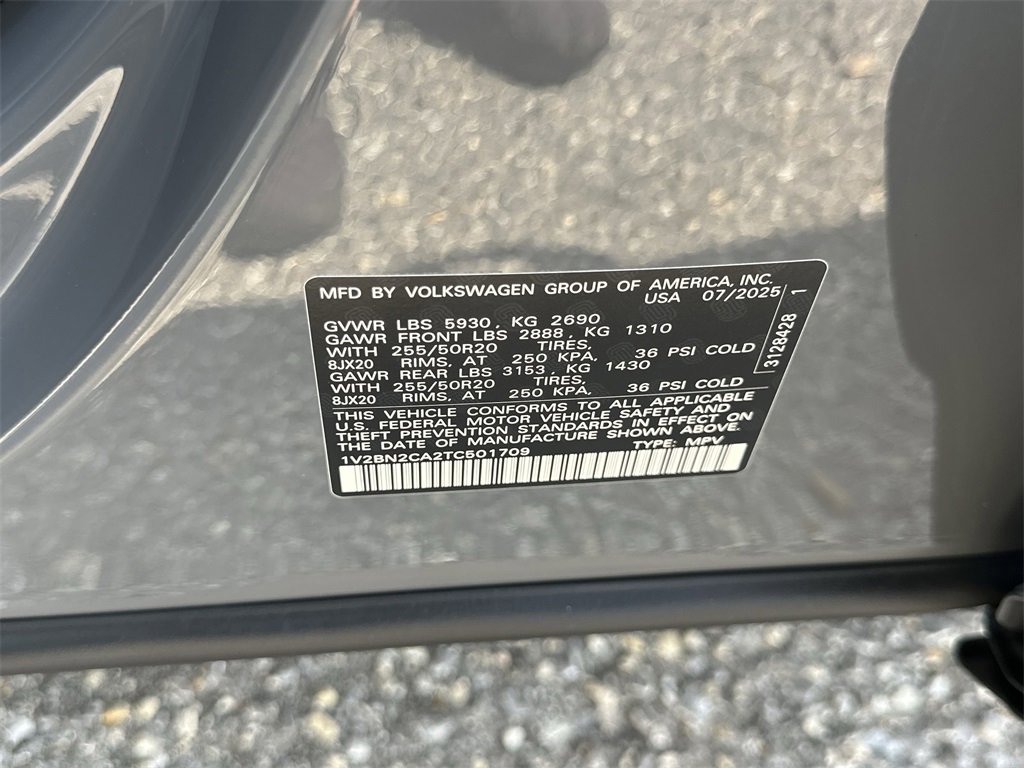 MFD BY VOLKSWAGEN GROUP OF AMERICA, INC.
USA 07/2025
GVWR LBS 5930, KG 2690
GAWR FRONT LBS 2888, KG 1310
WITH 255/50R20 TIRES,
8JX20 RIMS, AT 250 KPA, 36 PSI COLD
GAWR REAR LBS 3153, KG 1430
WITH 255/50R20 TIRES,
8JX20 RIMS, AT 250 KPA, 36 PSI COLD
THIS VEHICLE CONFORMS TO ALL APPLICABLE
U.S. FEDERAL MOTOR VEHICLE SAFETY AND
THEFT PREVENTION STANDARDS IN EFFECT ON
THE DATE OF MANUFACTURE SHOWN ABOVE.
1V2BN2CA2TC501709 TYPE: MPV
3128428 1